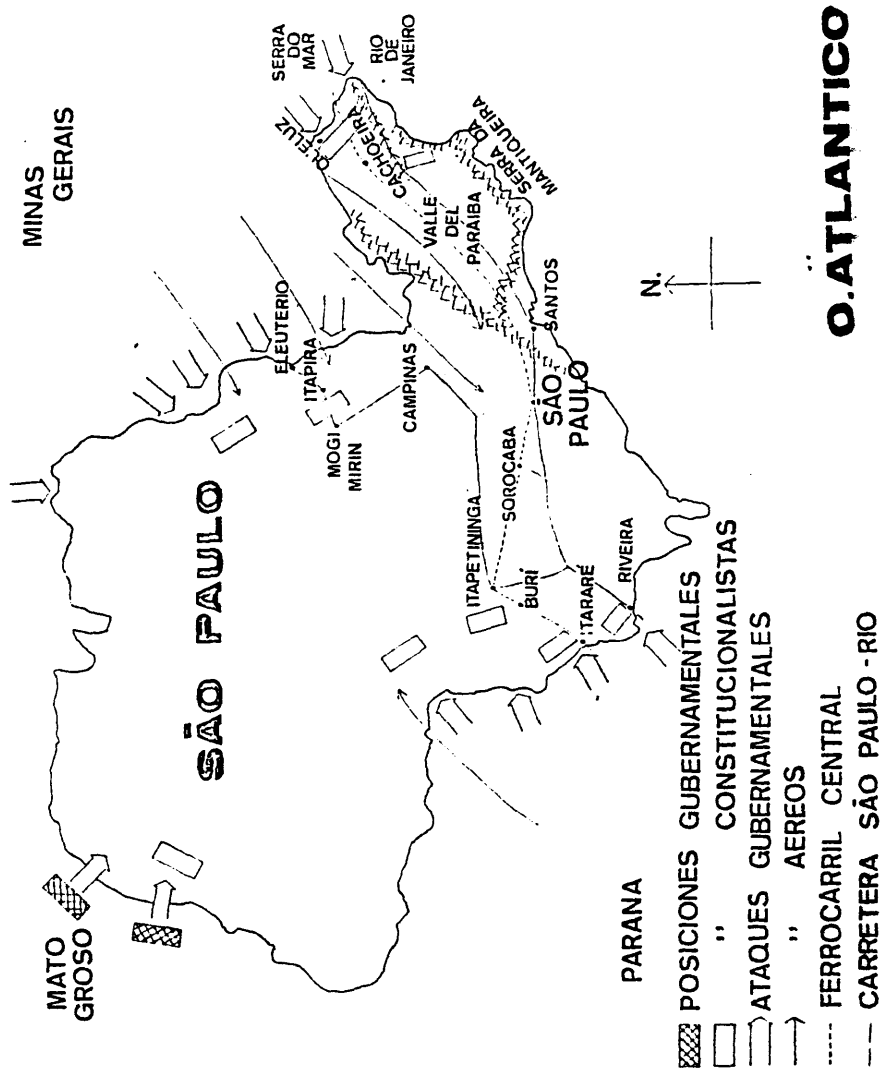 MINAS
GERAIS
MATO
GROSO
SÃO PAULO
SERRA
DO
MAR
RIO
DE
JANEIRO
QUELUZ
CACHOEIRA
SERRA DA
MANTIQUEIRA
VALLE
DEL
PARAIBA
ELEUTERIO
ITAPIRA
MOGI
MIRIN
CAMPINAS
SANTOS
SÃO
PAULO
SOROCABA
ITAPETININGA
BURI
ITARARÉ
RIVEIRA
PARANA
N.
O. ATLANTICO
POSICIONES GUBERNAMENTALES
" CONSTITUCIONALISTAS
ATAQUES GUBERNAMENTALES
" AEREOS
FERROCARRIL CENTRAL
CARRETERA SÃO PAULO - RIO